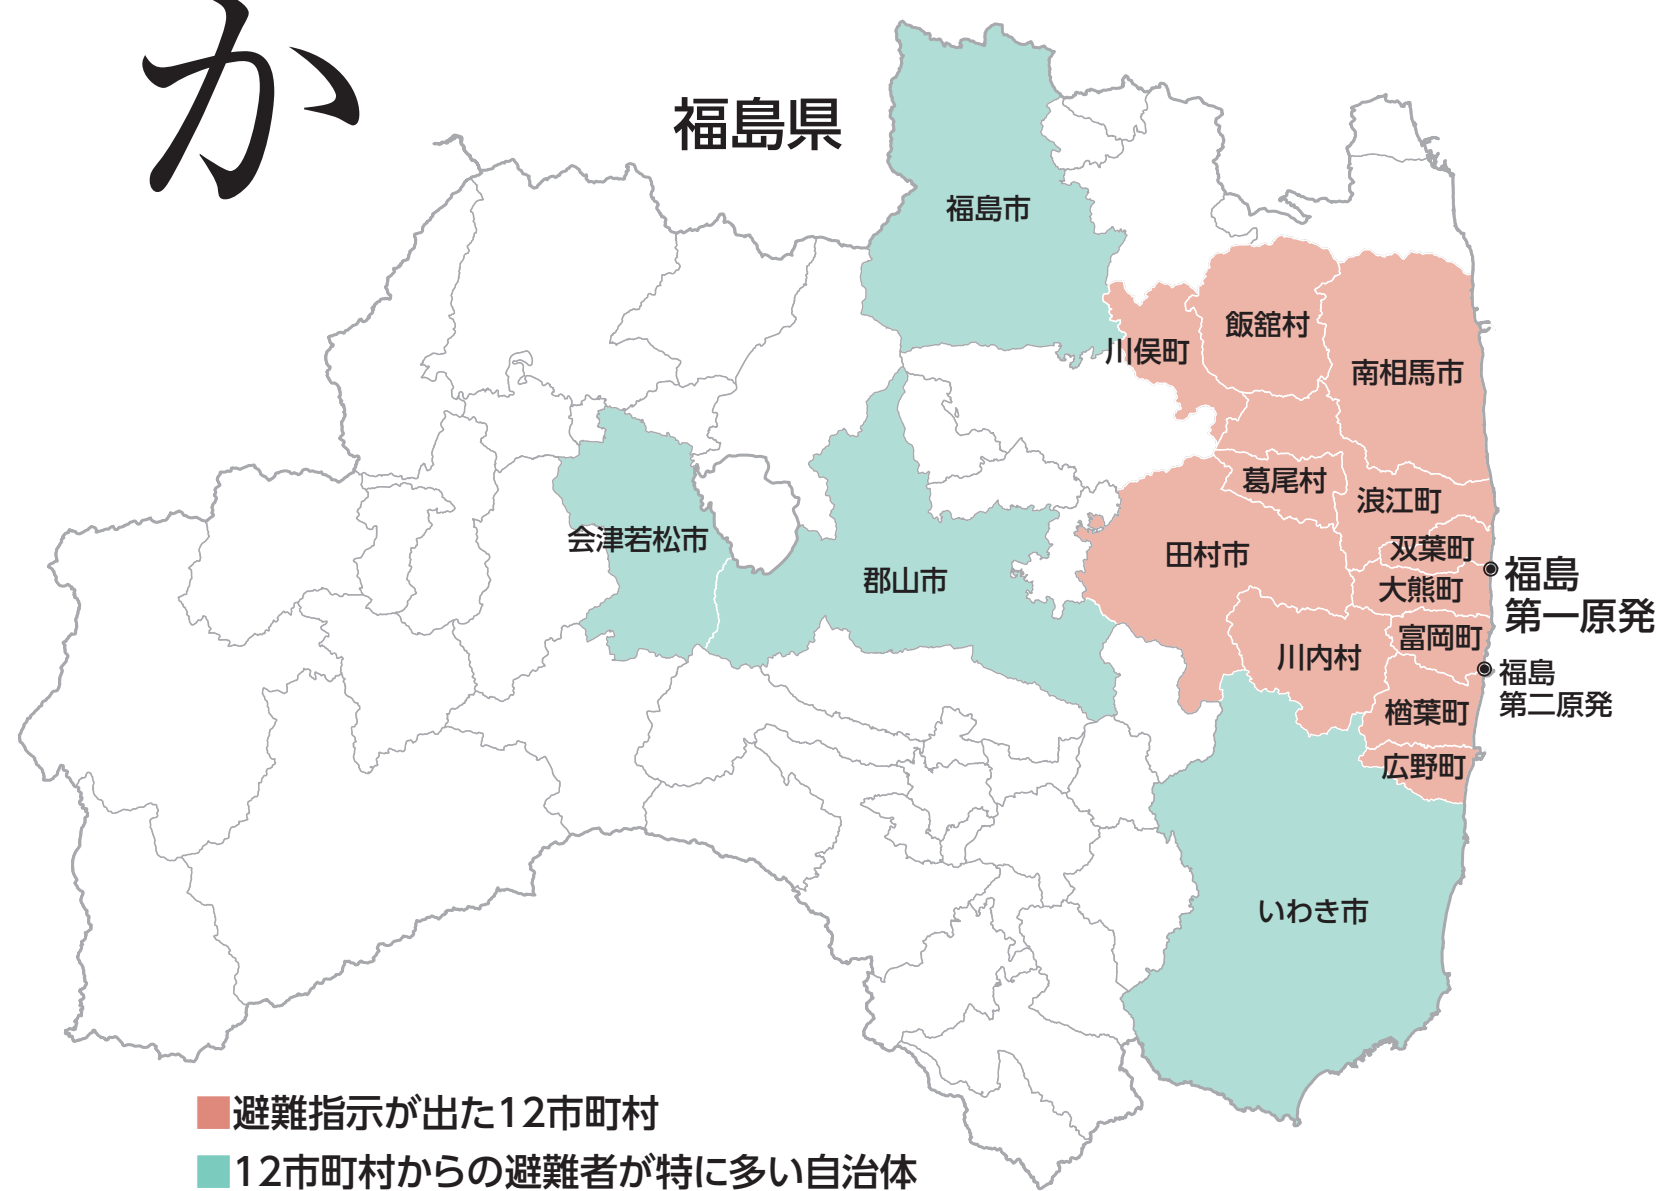 か
福島県
福島市
川俣町
飯舘村
南相馬市
葛尾村
浪江町
双葉町
会津若松市
郡山市
田村市
大熊町
福島
第一原発
富岡町
川内村
福島
第二原発
楢葉町
広野町
いわき市
避難指示が出た12市町村
12市町村からの避難者が特に多い自治体